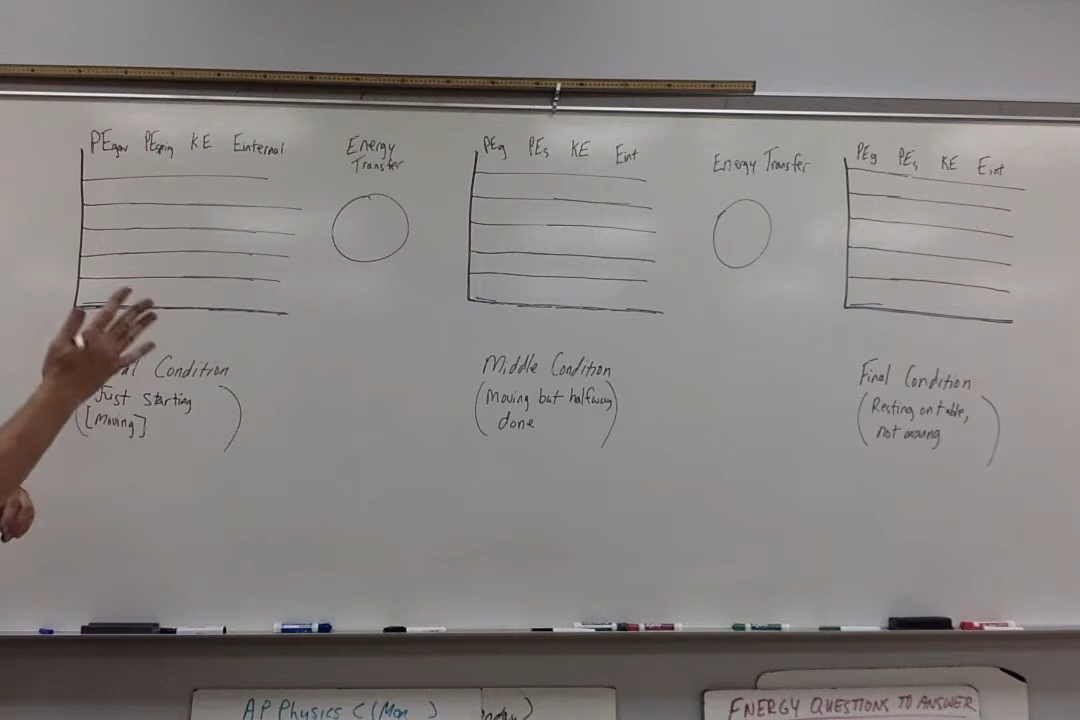 PEgrav PEspring KE Einternal
Energy
Transfer
PEg PEs KE Eint
Energy Transfer
PEg PEs KE Eint
Condition
(Just starting
[moving])
Middle Condition
(moving but halfway
done)
Final Condition
(Resting on table,
not moving)
AP Physics C (Mon )
ENERGY QUESTIONS TO ANSWER